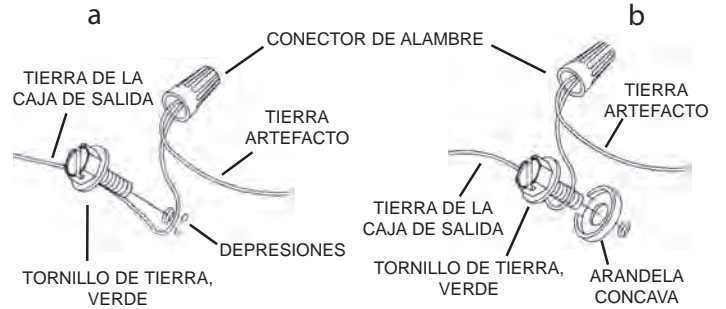 a
b
CONECTOR DE ALAMBRE
TIERRA DE LA
CAJA DE SALIDA
TIERRA
ARTEFACTO
DEPRESIONES
TORNILLO DE TIERRA,
VERDE
TIERRA
ARTEFACTO
TIERRA DE LA
CAJA DE SALIDA
TORNILLO DE TIERRA,
VERDE
ARANDELA
CONCAVA